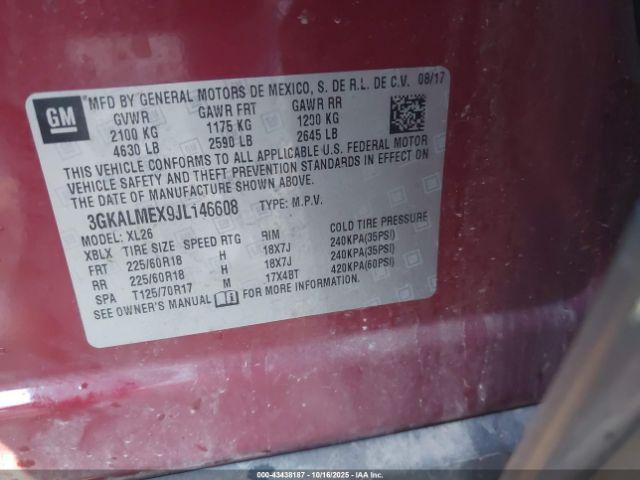 GM
MFD BY GENERAL MOTORS DE MEXICO, S. DE R.L. DE C.V. 08/17
GVWR GAWR FRT GAWR RR
2100 KG 1175 KG 1200 KG
4630 LB 2590 LB 2645 LB
THIS VEHICLE CONFORMS TO ALL APPLICABLE U.S. FEDERAL MOTOR
VEHICLE SAFETY AND THEFT PREVENTION STANDARDS IN EFFECT ON
THE DATE OF MANUFACTURE SHOWN ABOVE.
3GKALMEX9JL146608 TYPE: M.P.V.
MODEL: XL26
XBLX TIRE SIZE SPEED RTG RIM COLD TIRE PRESSURE
FRT 225/60R18 H 18X7J 240KPA(35PSI)
RR 225/60R18 H 18X7J 240KPA(35PSI)
SPA T125/70R17 M 17X4BT 420KPA(60PSI)
SEE OWNER'S MANUAL FOR MORE INFORMATION.
000-43438187 - 10/16/2025 - IAAI.com